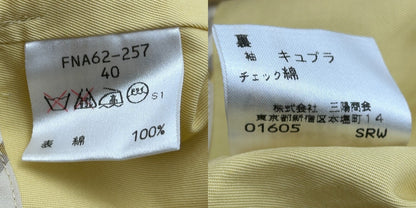 FNA62-257
40
S1
表 綿 100%
裏
袖 キュプラ
チェック綿
株式会社 三陽商会
東京都新宿区本塩町14
01605 SRW